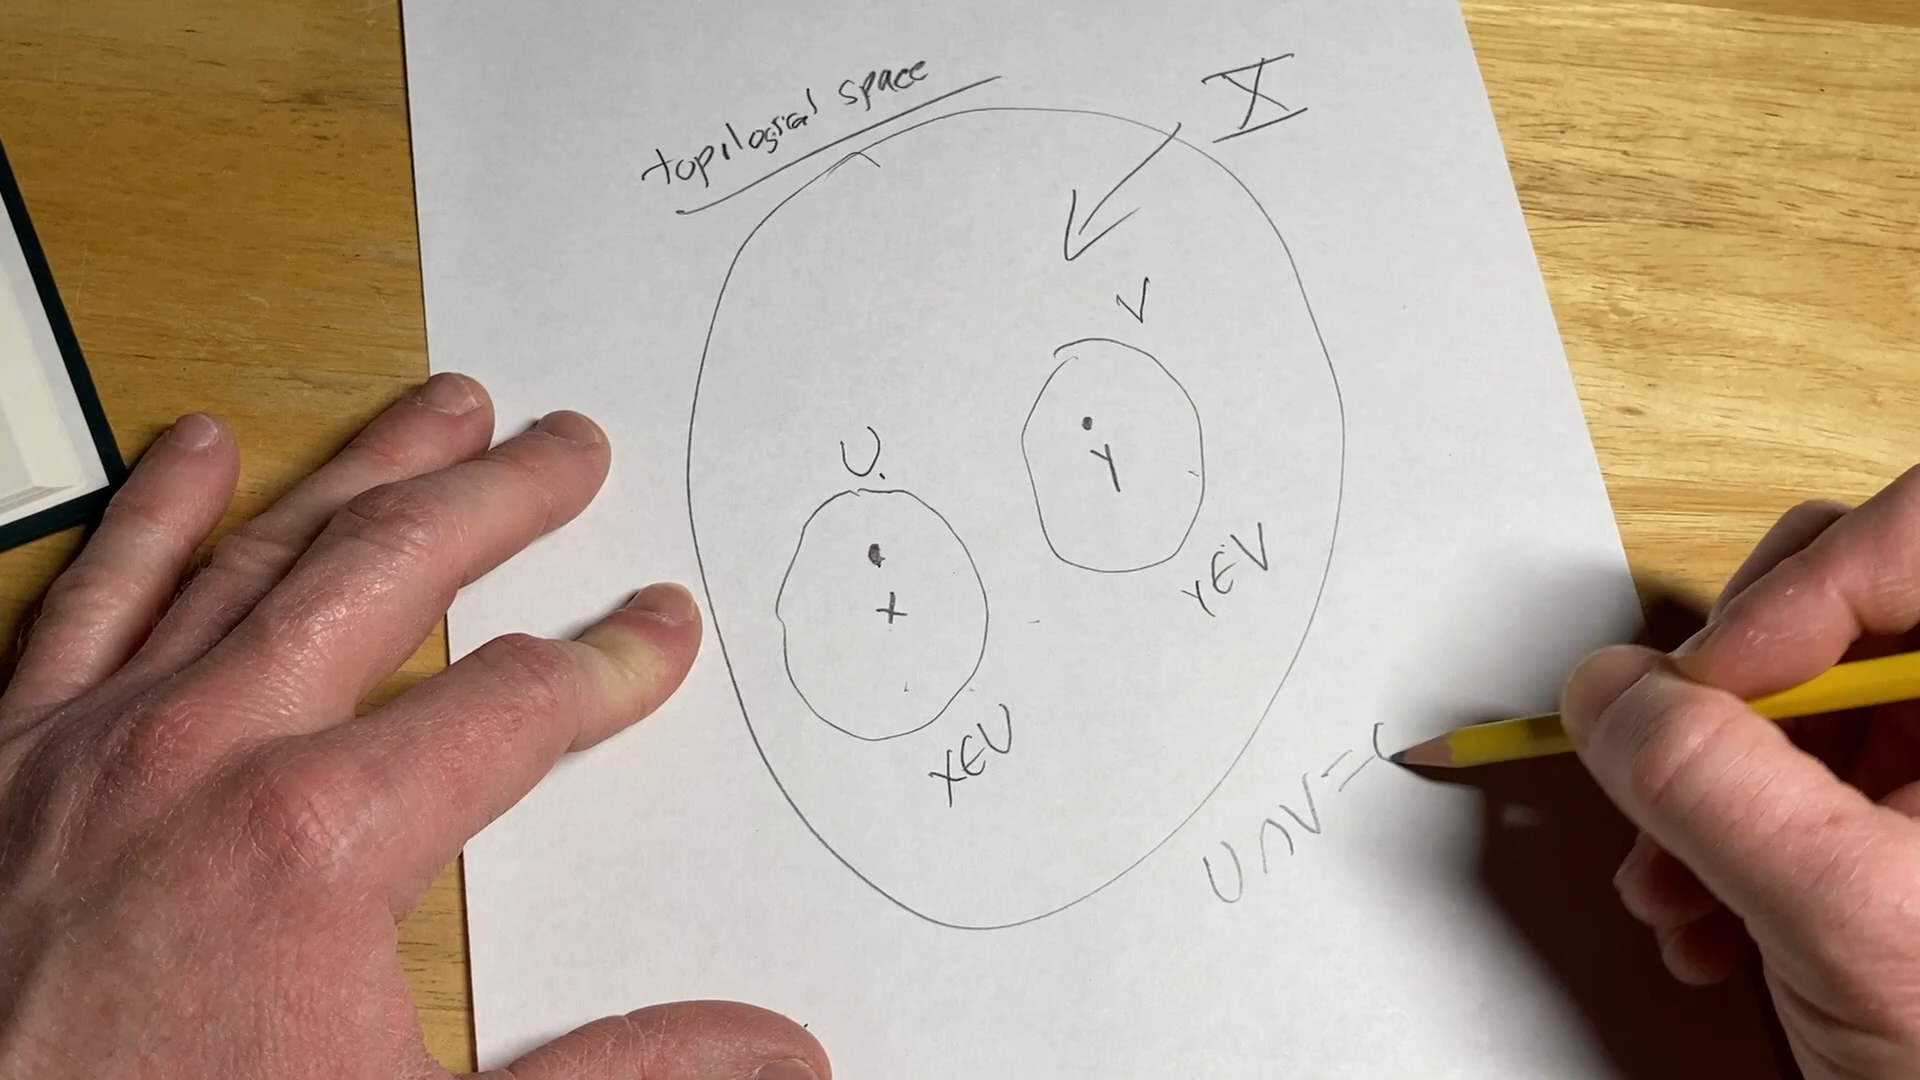 topilogical space
X
V
U
y
x
y∈V
x∈U
U∩V=